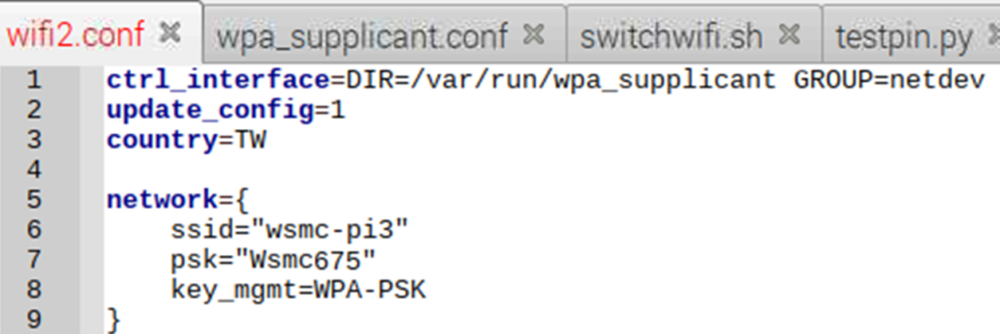 wifi2.conf wpa_supplicant.conf switchwifi.sh testpin.py
1 ctrl_interface=DIR=/var/run/wpa_supplicant GROUP=netdev
2 update_config=1
3 country=TW
4
5 network={
6 ssid="wsmc-pi3"
7 psk="Wsmc675"
8 key_mgmt=WPA-PSK
9 }